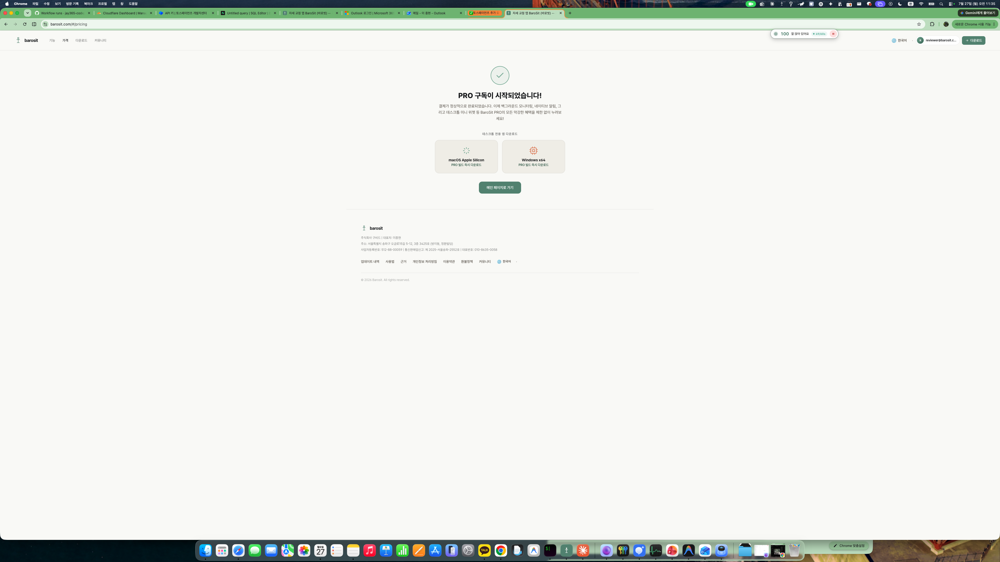 Chrome 파일 수정 보기 방문 기록 북마크 프로필 탭 창 도움말
한 7월 27일 (월) 오전 11:35
Workflow runs · jay365-code
Cloudflare Dashboard | Mana
API 키 | 토스페이먼츠 개발자센터
Untitled query | SQL Editor |
자세 교정 앱 BaroSit (바로씻) —
Outlook 로그인 | Microsoft 365
메일 - 이 종현 - Outlook
토스페이먼츠 추가 요
자세 교정 앱 BaroSit (바로씻) —
Gemini에게 물어보기
barosit.com/#/pricing
새로운 Chrome 사용 가능
100 잘 앉아 있어요 49/60s
barosit 기능 가격 다운로드 커뮤니티
한국어 · R reviewer@barosit.c... → 다운로드
PRO 구독이 시작되었습니다!
결제가 정상적으로 완료되었습니다. 이제 백그라운드 모니터링, 네이티브 알림, 그
리고 데스크톱 미니 위젯 등 BaroSit PRO의 모든 막강한 혜택을 제한 없이 누려보
세요!
데스크톱 전용 앱 다운로드
macOS Apple Silicon
PRO 빌드 즉시 다운로드
Windows x64
PRO 빌드 즉시 다운로드
메인 페이지로 가기
barosit
주식회사 구비드 | 대표자: 이종현
주소: 서울특별시 송파구 오금로15길 5-12, 3층 3425호 (방이동, 정환빌딩)
사업자등록번호: 512-88-00059 | 통신판매업신고: 제 2025-서울송파-2552호 | 대표번호: 010-8635-0058
업데이트 내역 사용법 근거 개인정보 처리방침 이용약관 환불정책 커뮤니티 한국어 ·
© 2026 Barosit. All rights reserved.
월요일
27
TALK
Chrome 맞춤설정